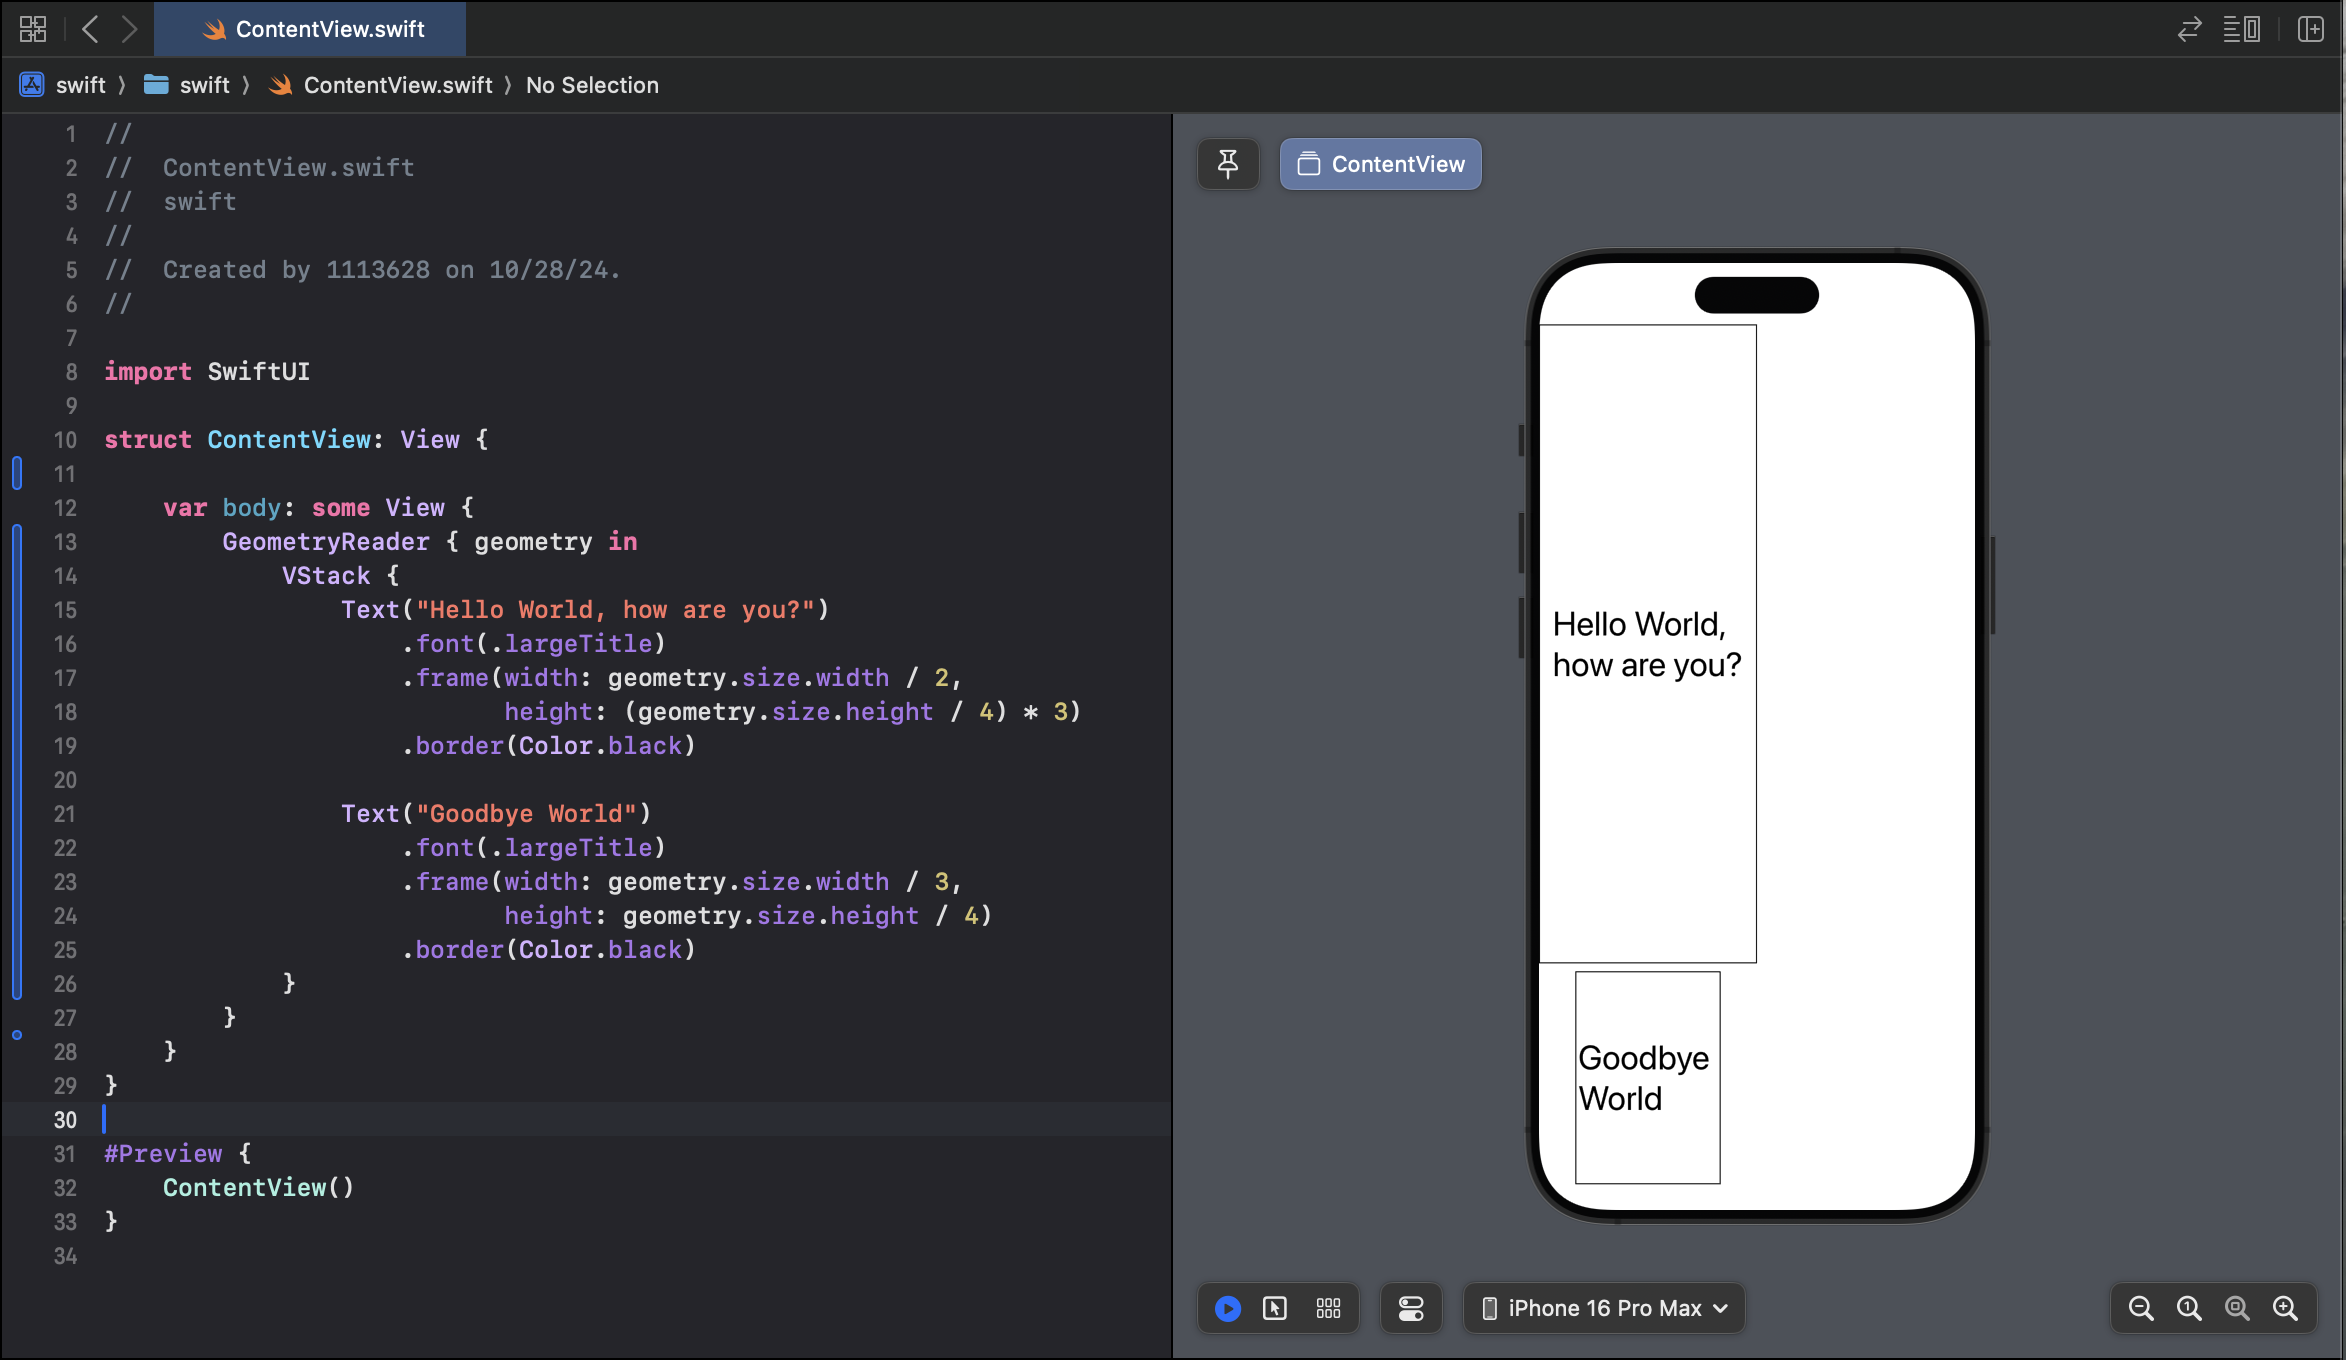 ContentView.swift
swift 〉 swift 〉 ContentView.swift 〉 No Selection
1 //
2 //  ContentView.swift
3 //  swift
4 //
5 //  Created by 1113628 on 10/28/24.
6 //
7
8 import SwiftUI
9
10 struct ContentView: View {
11
12     var body: some View {
13         GeometryReader { geometry in
14             VStack {
15                 Text("Hello World, how are you?")
16                     .font(.largeTitle)
17                     .frame(width: geometry.size.width / 2,
18                            height: (geometry.size.height / 4) * 3)
19                     .border(Color.black)
20
21                 Text("Goodbye World")
22                     .font(.largeTitle)
23                     .frame(width: geometry.size.width / 3,
24                            height: geometry.size.height / 4)
25                     .border(Color.black)
26             }
27         }
28     }
29 }
30
31 #Preview {
32     ContentView()
33 }
34
ContentView
Hello World,
how are you?
Goodbye
World
iPhone 16 Pro Max